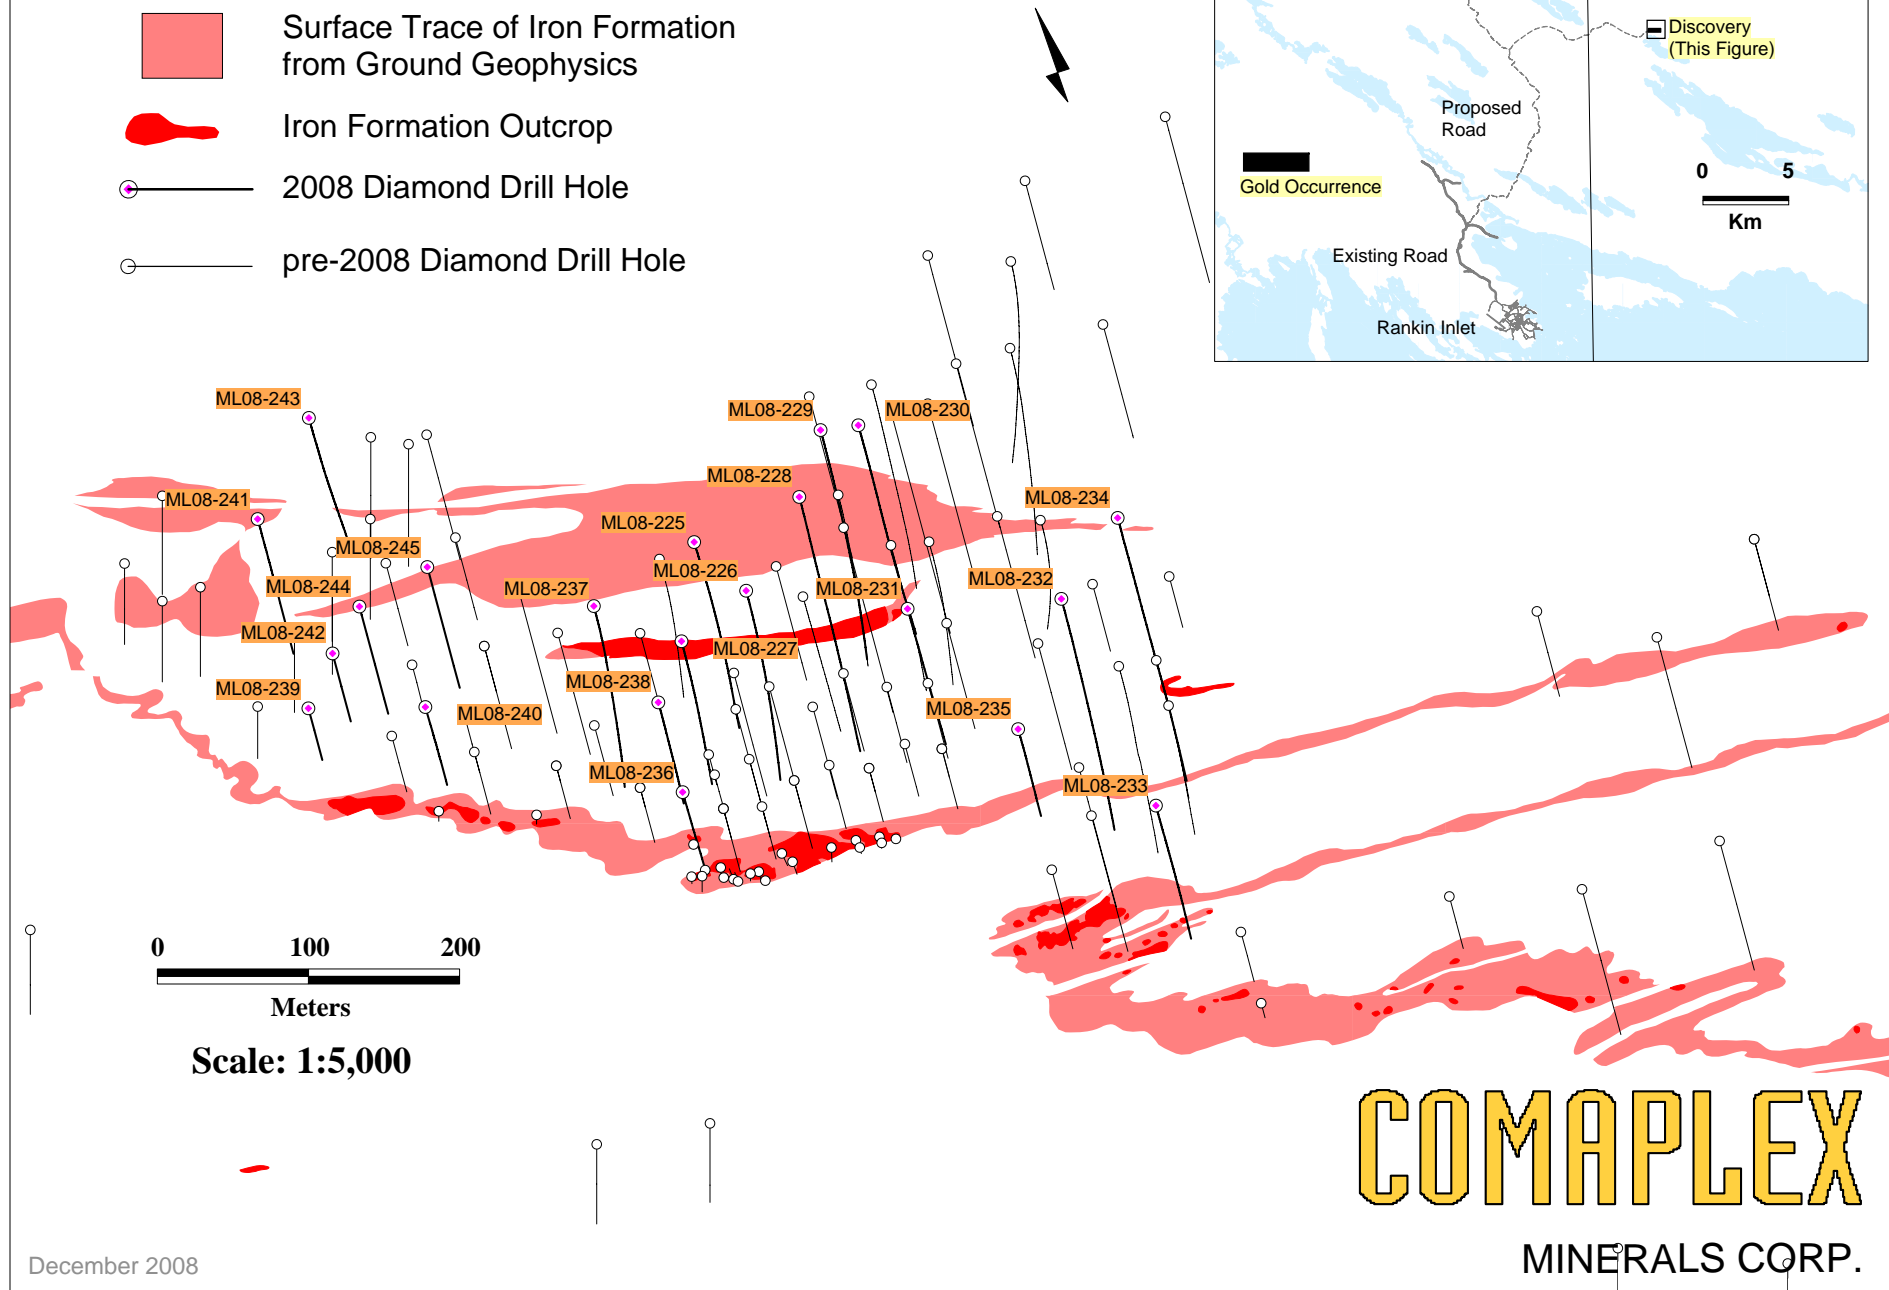 Surface Trace of Iron Formation
from Ground Geophysics
Iron Formation Outcrop
2008 Diamond Drill Hole
pre-2008 Diamond Drill Hole
Discovery
(This Figure)
Proposed
Road
Gold Occurrence
0 5
Km
Existing Road
Rankin Inlet
ML08-243
ML08-229
ML08-230
ML08-228
ML08-241
ML08-234
ML08-225
ML08-245
ML08-226
ML08-232
ML08-244
ML08-237
ML08-231
ML08-242
ML08-227
ML08-238
ML08-239
ML08-240
ML08-235
ML08-236
ML08-233
0 100 200
Meters
Scale: 1:5,000
COMAPLEX
MINERALS CORP.
December 2008